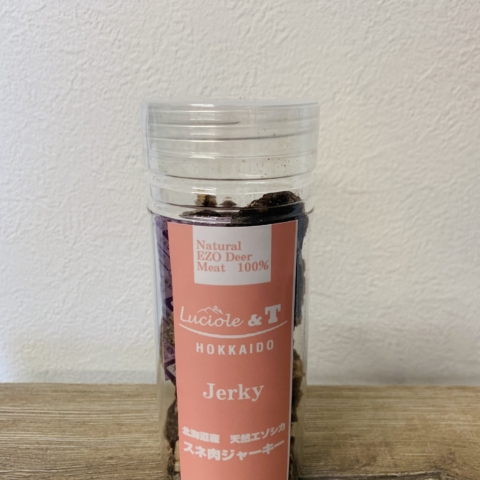 Natural
EZO Deer
Meat 100%
Luciole & T
HOKKAIDO
Jerky
北海道産 天然エゾシカ
スネ肉ジャーキー